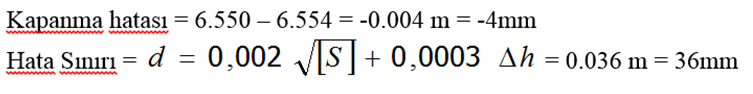 Kapanma hatası = 6.550 – 6.554 = -0.004 m = -4mm
Hata Sınırı = d = 0,002 √[S] + 0,0003 Δh = 0.036 m = 36mm